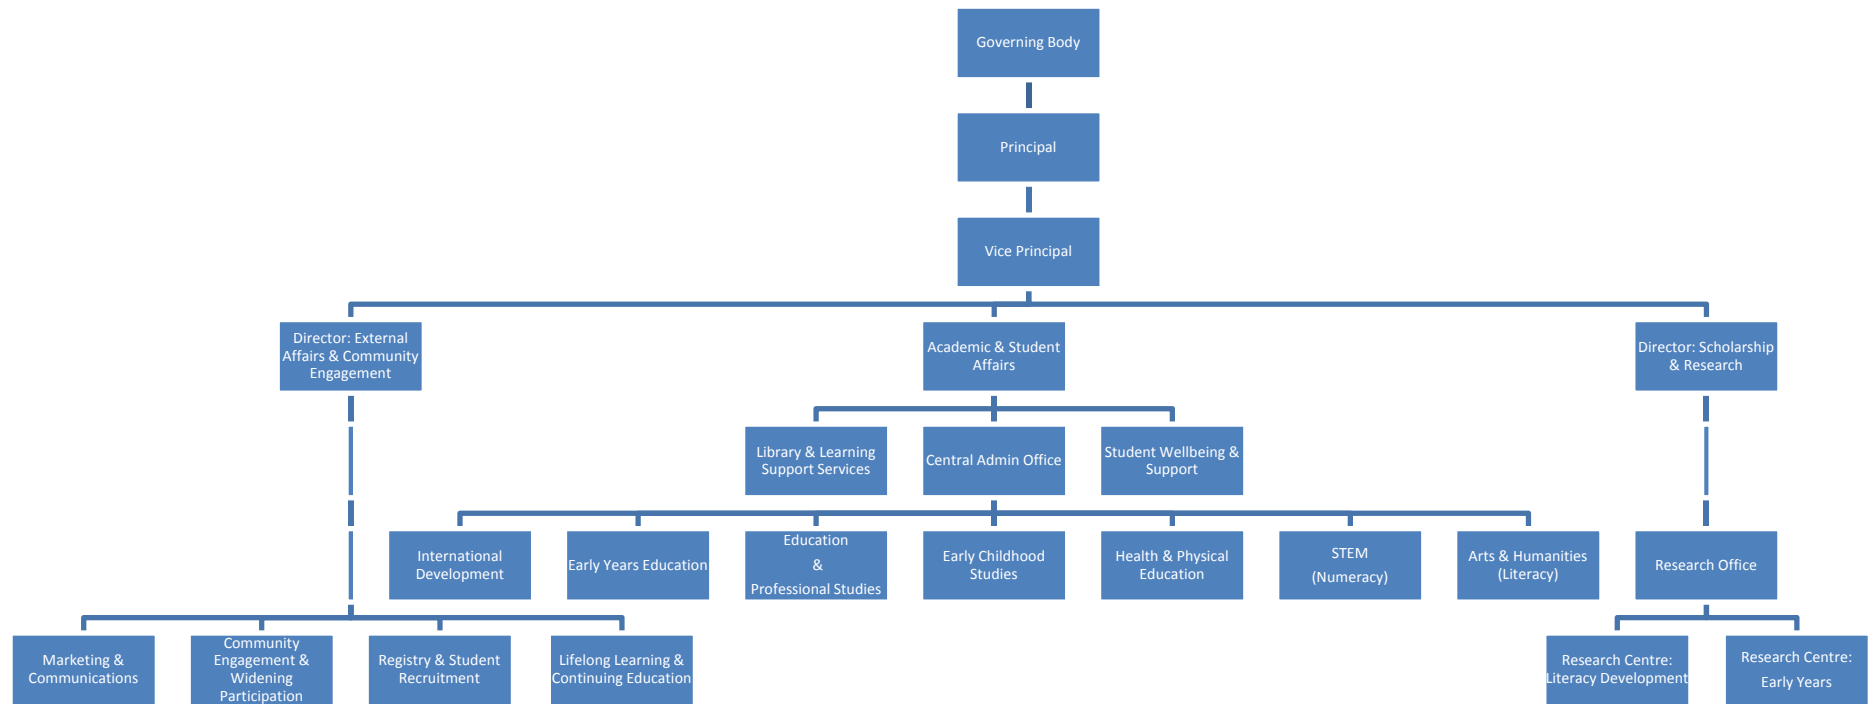 Governing Body
Principal
Vice Principal
Director: External
Affairs & Community
Engagement
Academic & Student
Affairs
Director: Scholarship
& Research
Library & Learning
Support Services
Central Admin Office
Student Wellbeing &
Support
International
Development
Early Years Education
Education
&
Professional Studies
Early Childhood
Studies
Health & Physical
Education
STEM
(Numeracy)
Arts & Humanities
(Literacy)
Research Office
Marketing &
Communications
Community
Engagement &
Widening
Participation
Registry & Student
Recruitment
Lifelong Learning &
Continuing Education
Research Centre:
Literacy Development
Research Centre:
Early Years